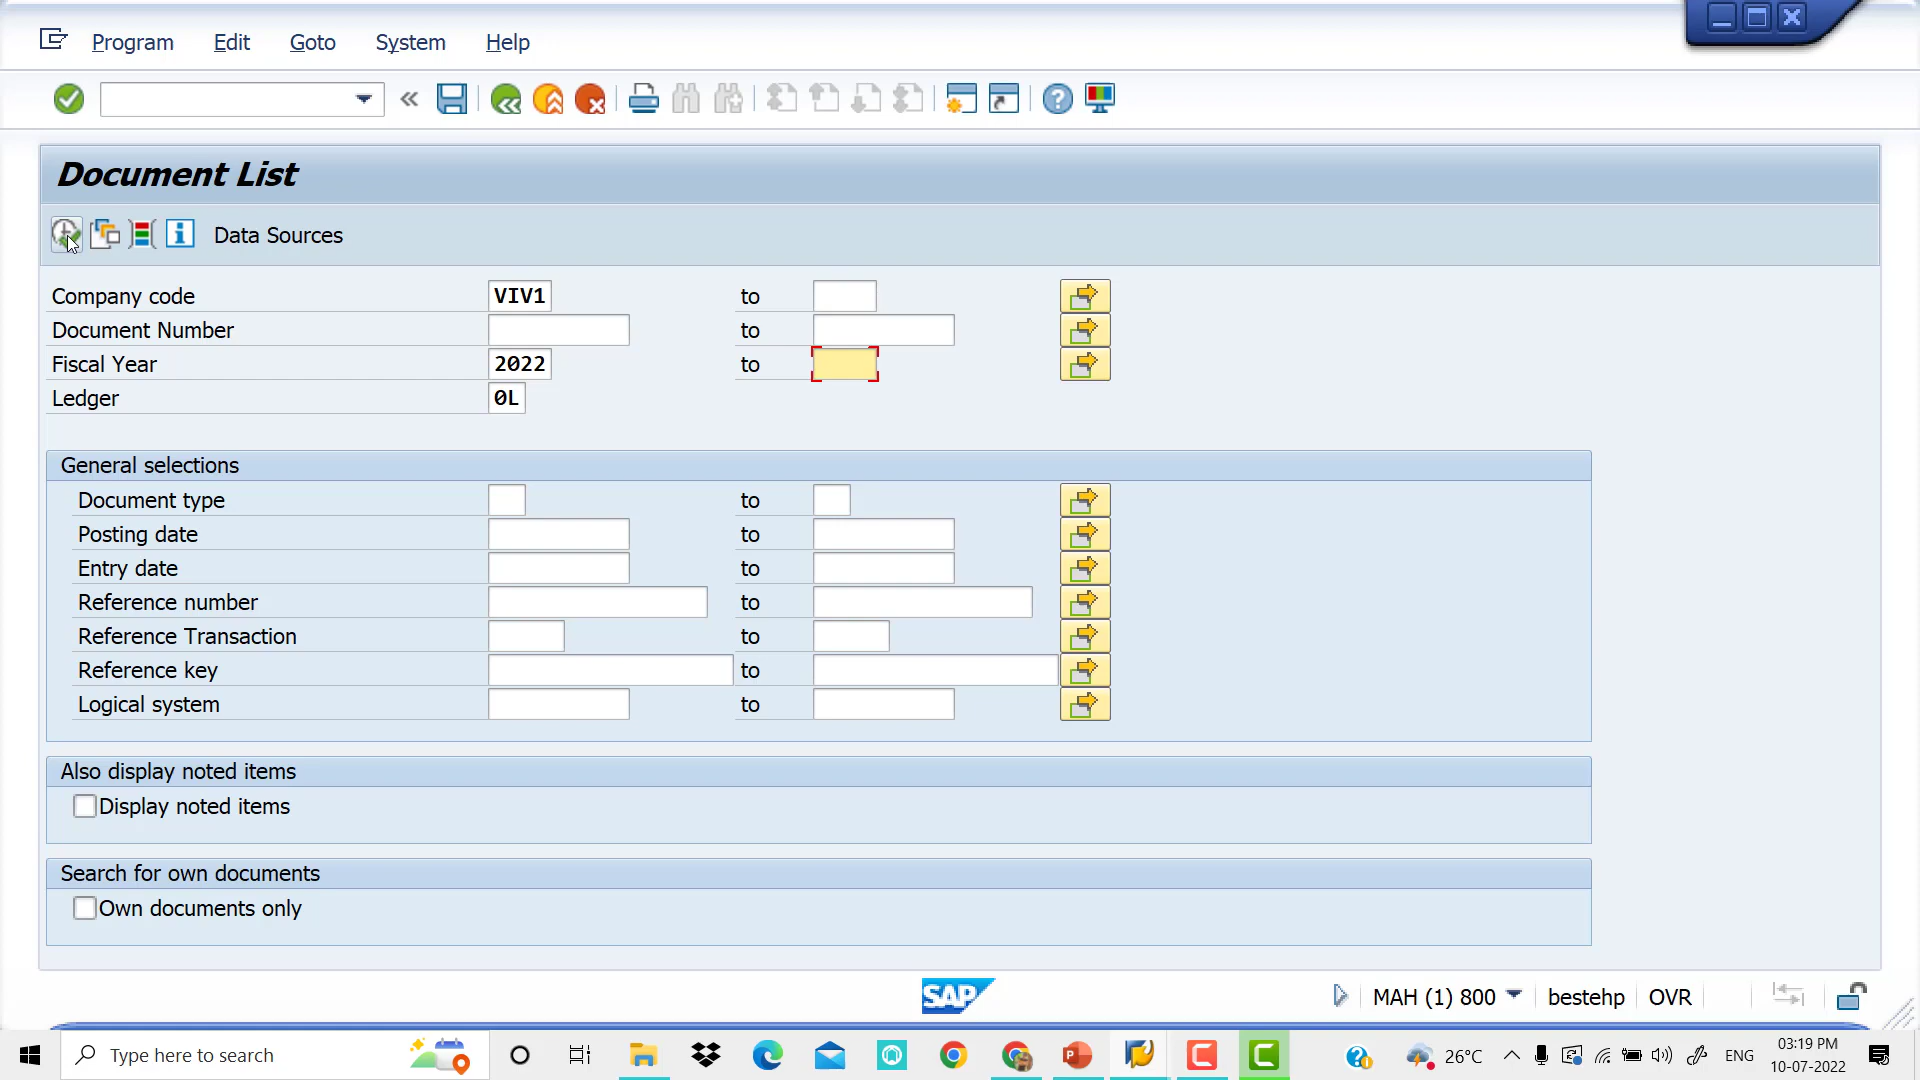 Program Edit Goto System Help
Document List
Data Sources
Company code VIV1 to
Document Number to
Fiscal Year 2022 to
Ledger 0L
General selections
Document type to
Posting date to
Entry date to
Reference number to
Reference Transaction to
Reference key to
Logical system to
Also display noted items
Display noted items
Search for own documents
Own documents only
SAP MAH (1) 800 bestehp OVR
Type here to search 26°C ENG 03:19 PM
10-07-2022